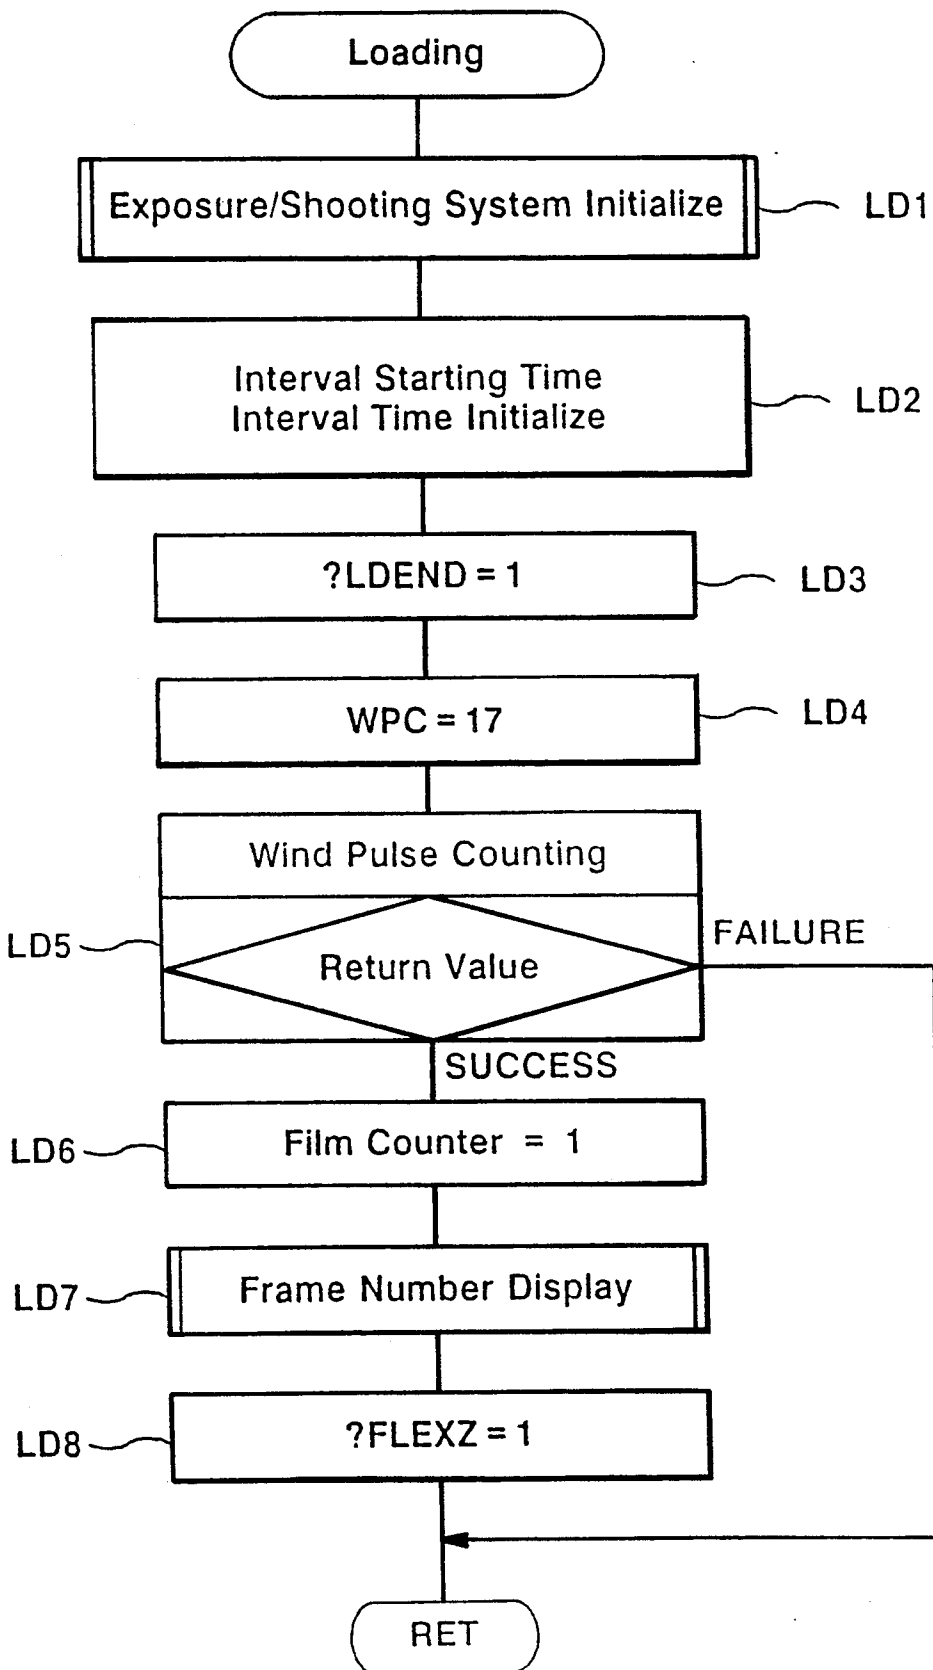 Loading
Exposure/Shooting System Initialize
LD1
Interval Starting Time
Interval Time Initialize
LD2
?LDEND = 1
LD3
WPC = 17
LD4
Wind Pulse Counting
LD5
Return Value
FAILURE
SUCCESS
LD6
Film Counter = 1
LD7
Frame Number Display
LD8
?FLEXZ = 1
RET